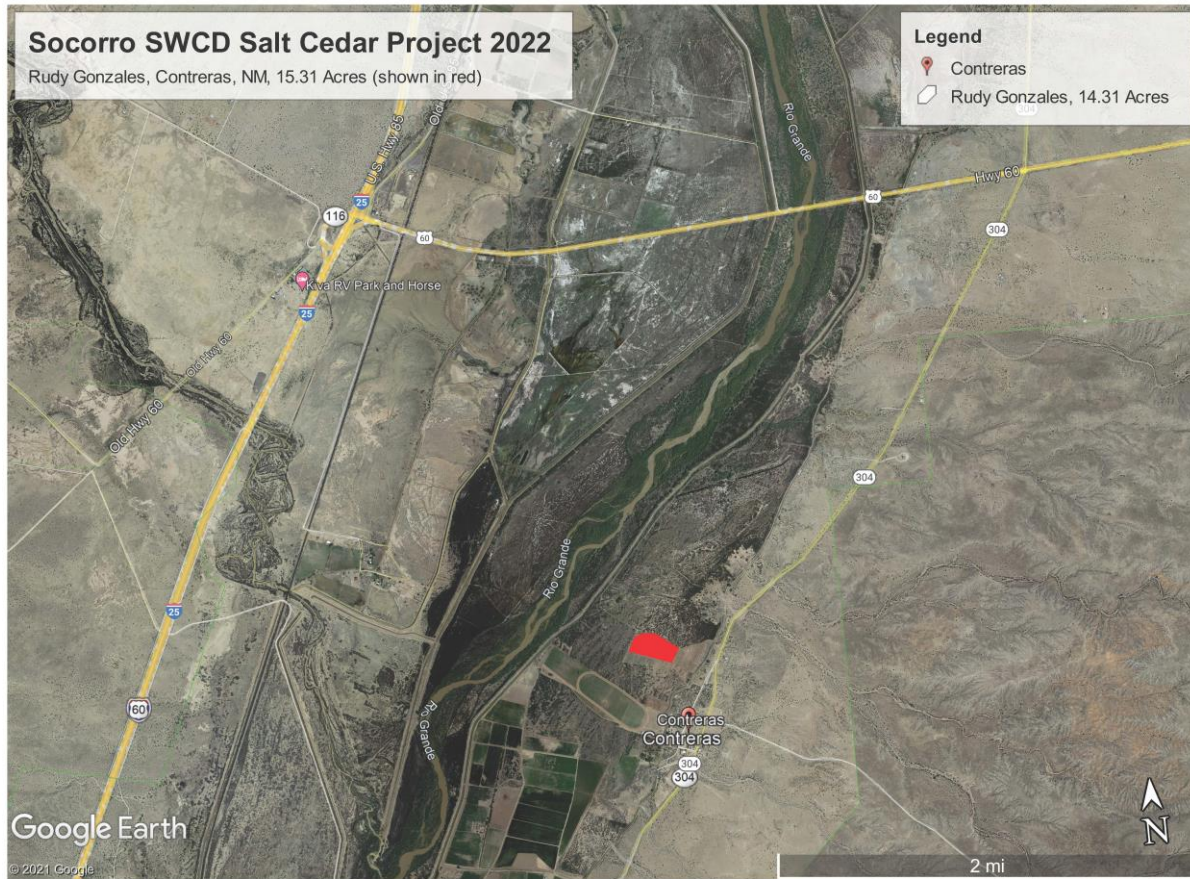 Socorro SWCD Salt Cedar Project 2022
Rudy Gonzales, Contreras, NM, 15.31 Acres (shown in red)
Legend
Contreras
Rudy Gonzales, 14.31 Acres
304
Rio Grande
U.S. Hwy 85
Old
Hwy 60
60
25
116
60
304
Kiva RV Park and Horse
25
Old Hwy 60
Old Hwy 60
304
Rio Grande
25
60
Contreras
Contreras
Rio Grande
304
304
Google Earth
© 2021 Google
N
2 mi